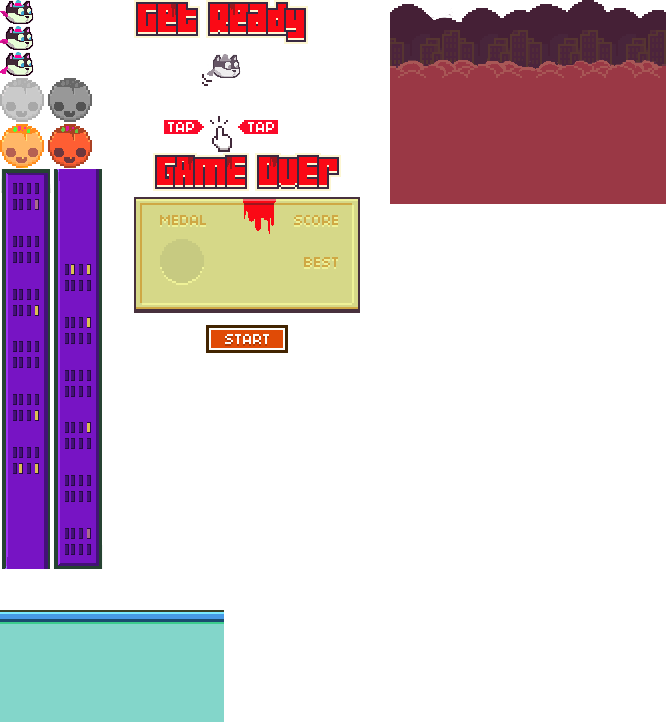 Get Ready
TAP TAP
GAME OVER
MEDAL SCORE
BEST
START